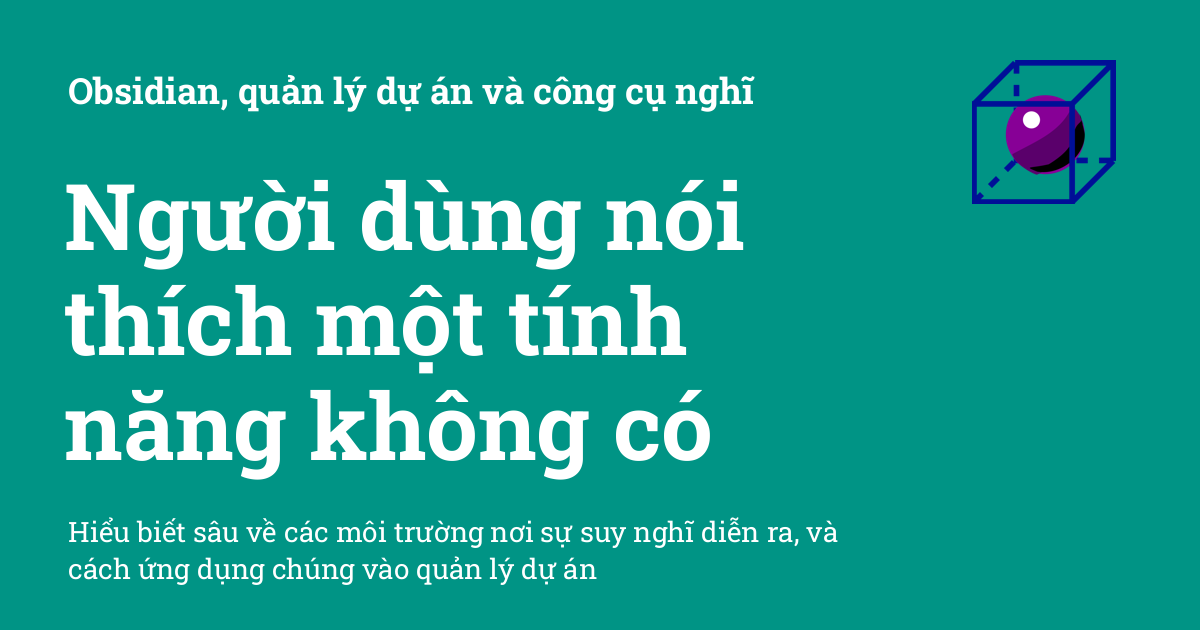 Obsidian, quản lý dự án và công cụ nghĩ
Người dùng nói
thích một tính
năng không có
Hiểu biết sâu về các môi trường nơi sự suy nghĩ diễn ra, và
cách ứng dụng chúng vào quản lý dự án